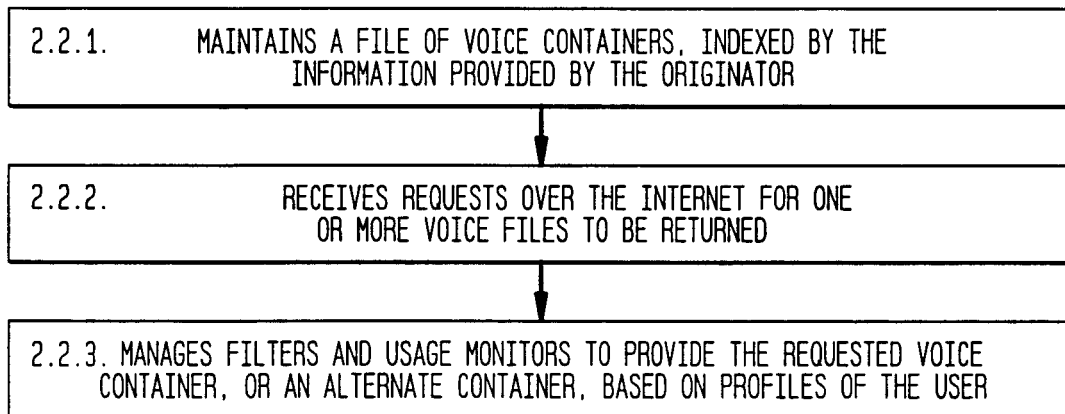 2.2.1. MAINTAINS A FILE OF VOICE CONTAINERS, INDEXED BY THE
INFORMATION PROVIDED BY THE ORIGINATOR
2.2.2. RECEIVES REQUESTS OVER THE INTERNET FOR ONE
OR MORE VOICE FILES TO BE RETURNED
2.2.3. MANAGES FILTERS AND USAGE MONITORS TO PROVIDE THE REQUESTED VOICE
CONTAINER, OR AN ALTERNATE CONTAINER, BASED ON PROFILES OF THE USER